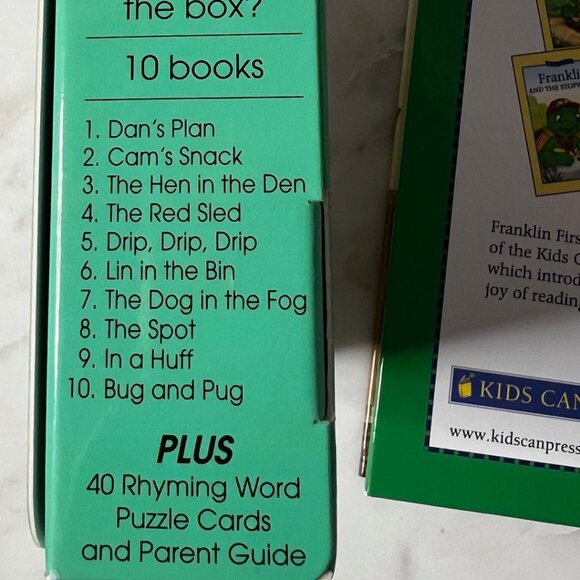 the box?
10 books
1. Dan's Plan
2. Cam's Snack
3. The Hen in the Den
4. The Red Sled
5. Drip, Drip, Drip
6. Lin in the Bin
7. The Dog in the Fog
8. The Spot
9. In a Huff
10. Bug and Pug
PLUS
40 Rhyming Word
Puzzle Cards
and Parent Guide
Franklin
AND THE
Franklin Firs
of the Kids C
which introd
joy of reading
KIDS CAN
www.kidscanpress